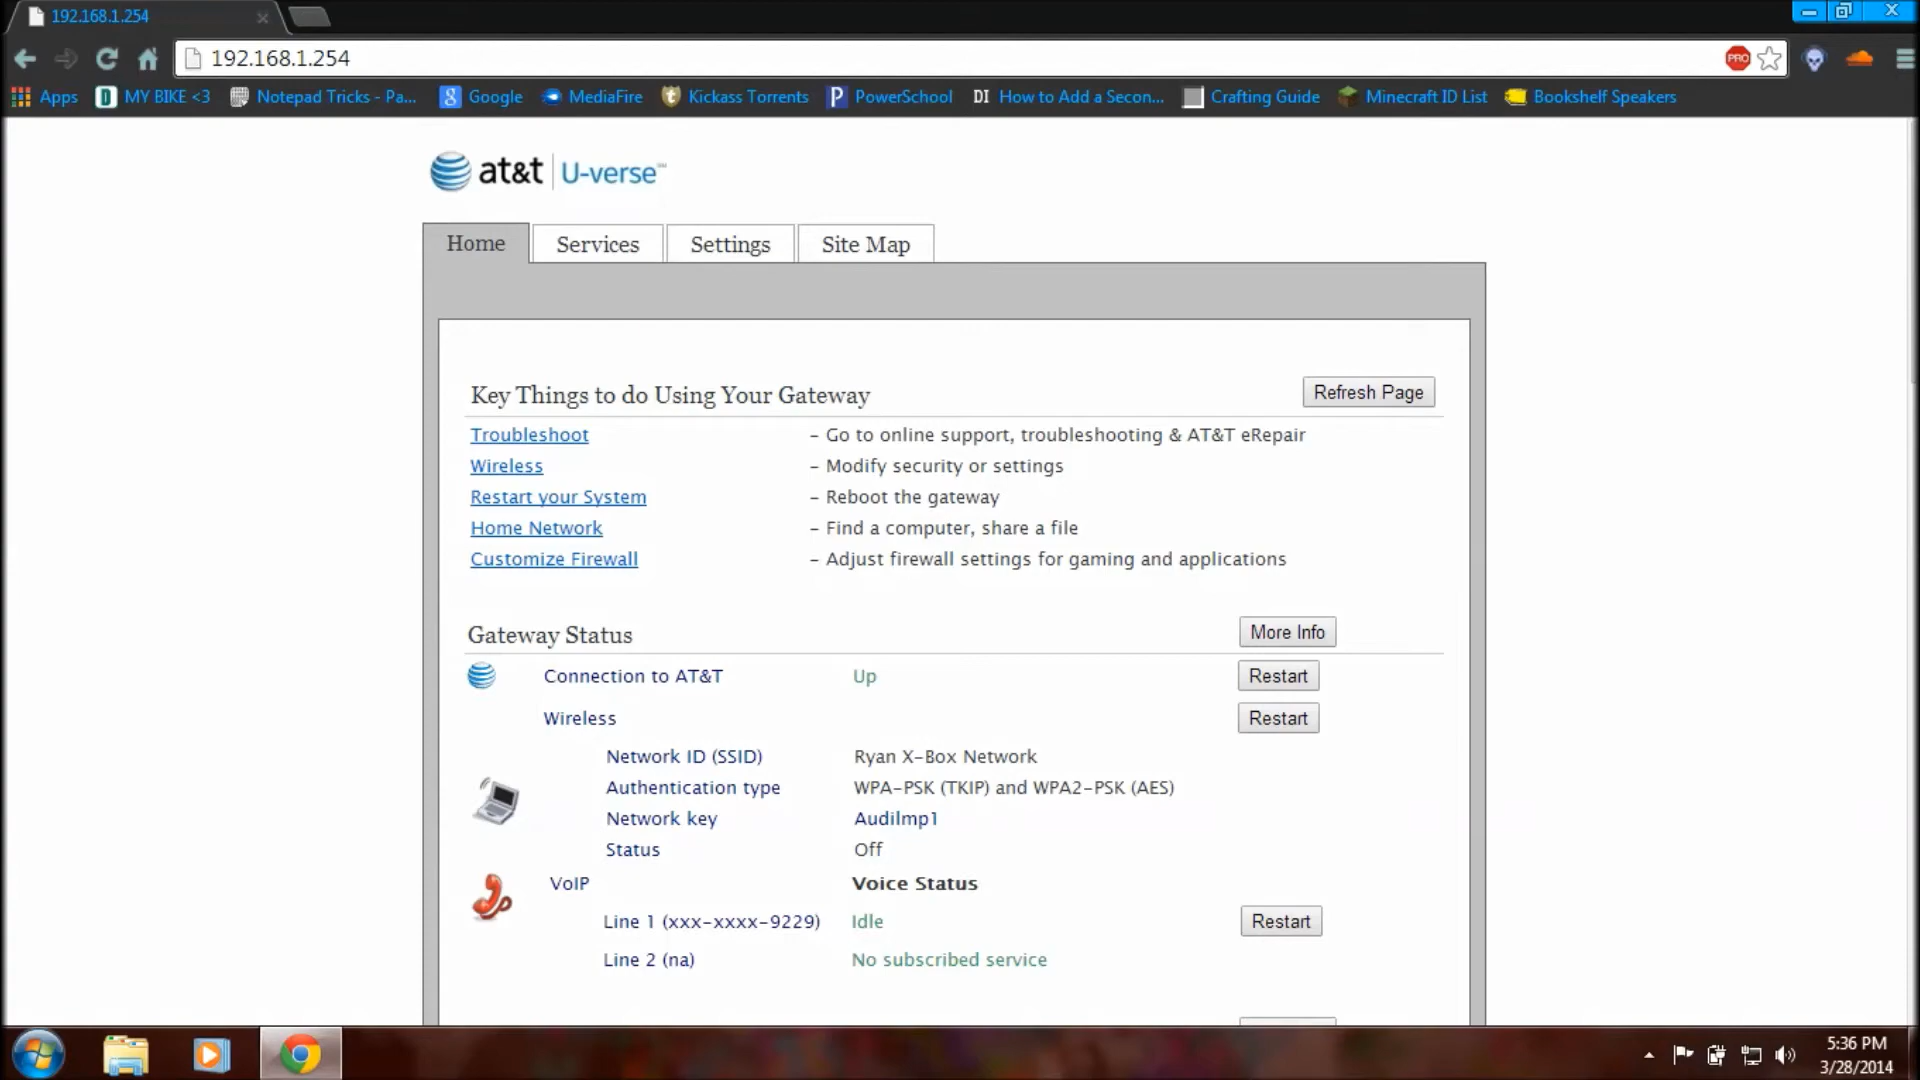 192.168.1.254
192.168.1.254
PRO
Apps MY BIKE <3 Notepad Tricks - Pa... Google MediaFire Kickass Torrents PowerSchool DI How to Add a Secon... Crafting Guide Minecraft ID List Bookshelf Speakers
at&t U-verse℠
Home Services Settings Site Map
Key Things to do Using Your Gateway Refresh Page
Troubleshoot – Go to online support, troubleshooting & AT&T eRepair
Wireless – Modify security or settings
Restart your System – Reboot the gateway
Home Network – Find a computer, share a file
Customize Firewall – Adjust firewall settings for gaming and applications
Gateway Status More Info
Connection to AT&T Up Restart
Wireless Restart
Network ID (SSID) Ryan X-Box Network
Authentication type WPA-PSK (TKIP) and WPA2-PSK (AES)
Network key AudiImp1
Status Off
VoIP Voice Status
Line 1 (xxx-xxxx-9229) Idle Restart
Line 2 (na) No subscribed service
5:36 PM
3/28/2014